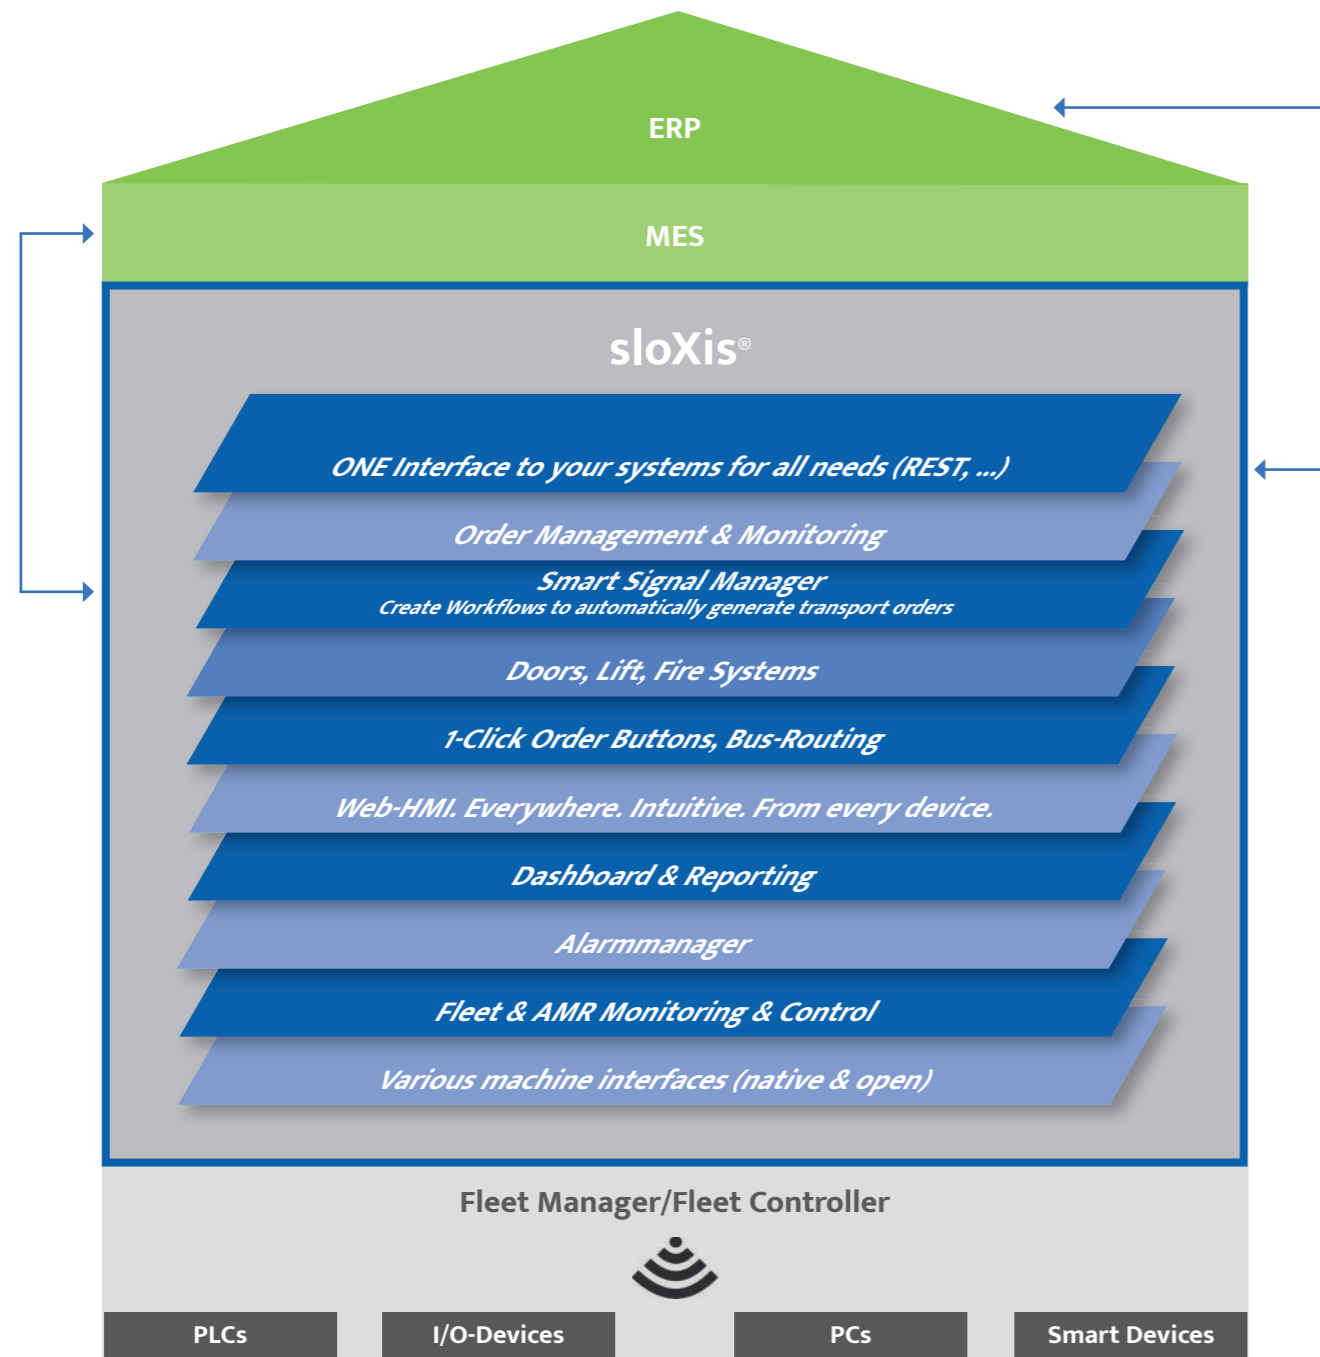 ERP
MES
sloXis®
ONE Interface to your systems for all needs (REST, ...)
Order Management & Monitoring
Smart Signal Manager
Create Workflows to automatically generate transport orders
Doors, Lift, Fire Systems
1-Click Order Buttons, Bus-Routing
Web-HMI. Everywhere. Intuitive. From every device.
Dashboard & Reporting
Alarmmanager
Fleet & AMR Monitoring & Control
Various machine interfaces (native & open)
Fleet Manager/Fleet Controller
PLCs
I/O-Devices
PCs
Smart Devices